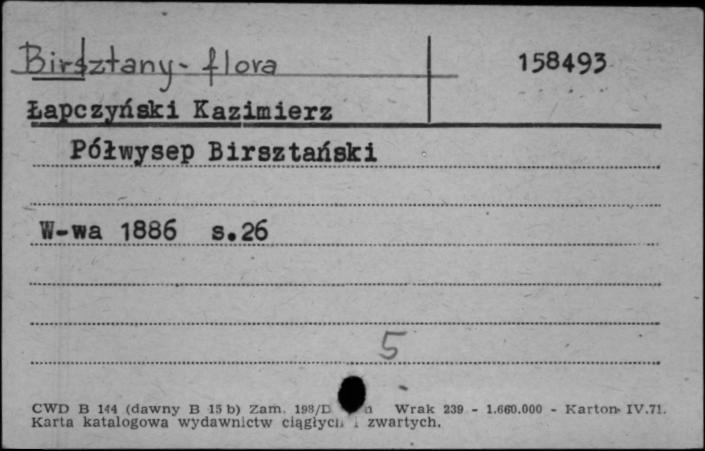 Birsztany - flora 158493
Łapczyński Kazimierz
Półwysep Birsztański
W-wa 1886 s.26
5
CWD B 144 (dawny B 15 b) Zam. 198/D Wrak 239 - 1.660.000 - Karton IV.71.
Karta katalogowa wydawnictw ciągłych i zwartych.